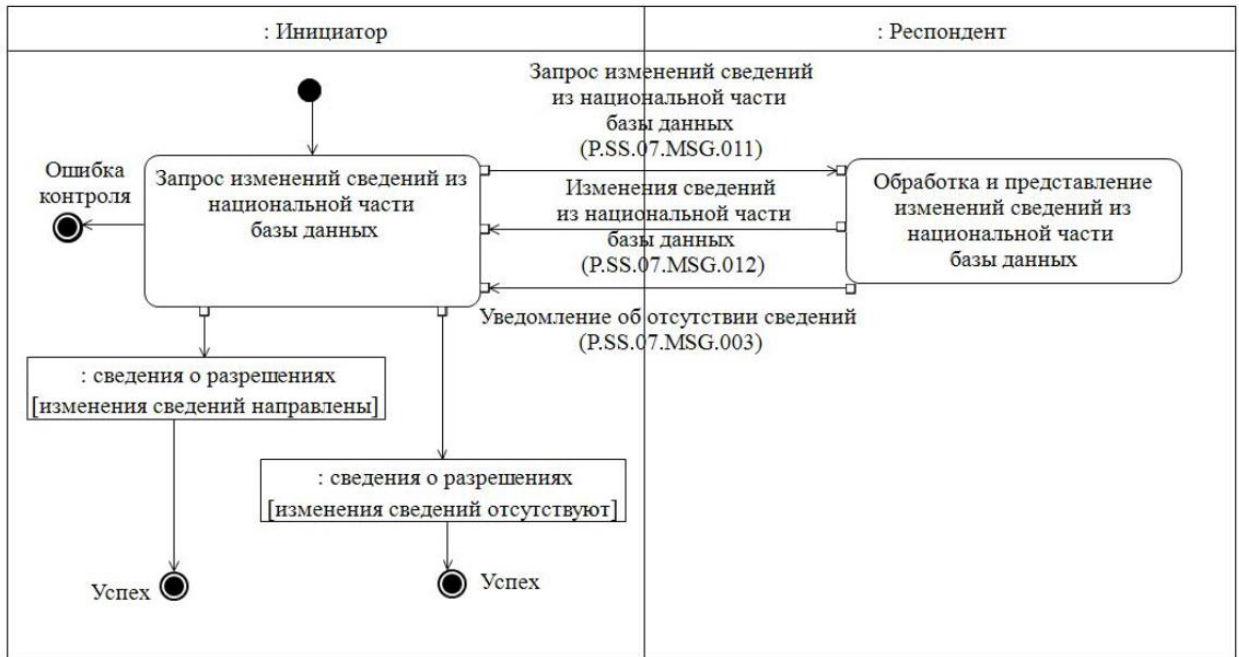 : Инициатор
: Респондент
Запрос изменений сведений
из национальной части
базы данных
(P.SS.07.MSG.011)
Ошибка
контроля
Запрос изменений сведений из
национальной части
базы данных
Изменения сведений
из национальной части
базы данных
(P.SS.07.MSG.012)
Обработка и представление
изменений сведений из
национальной части
базы данных
Уведомление об отсутствии сведений
(P.SS.07.MSG.003)
: сведения о разрешениях
[изменения сведений направлены]
: сведения о разрешениях
[изменения сведений отсутствуют]
Успех
Успех